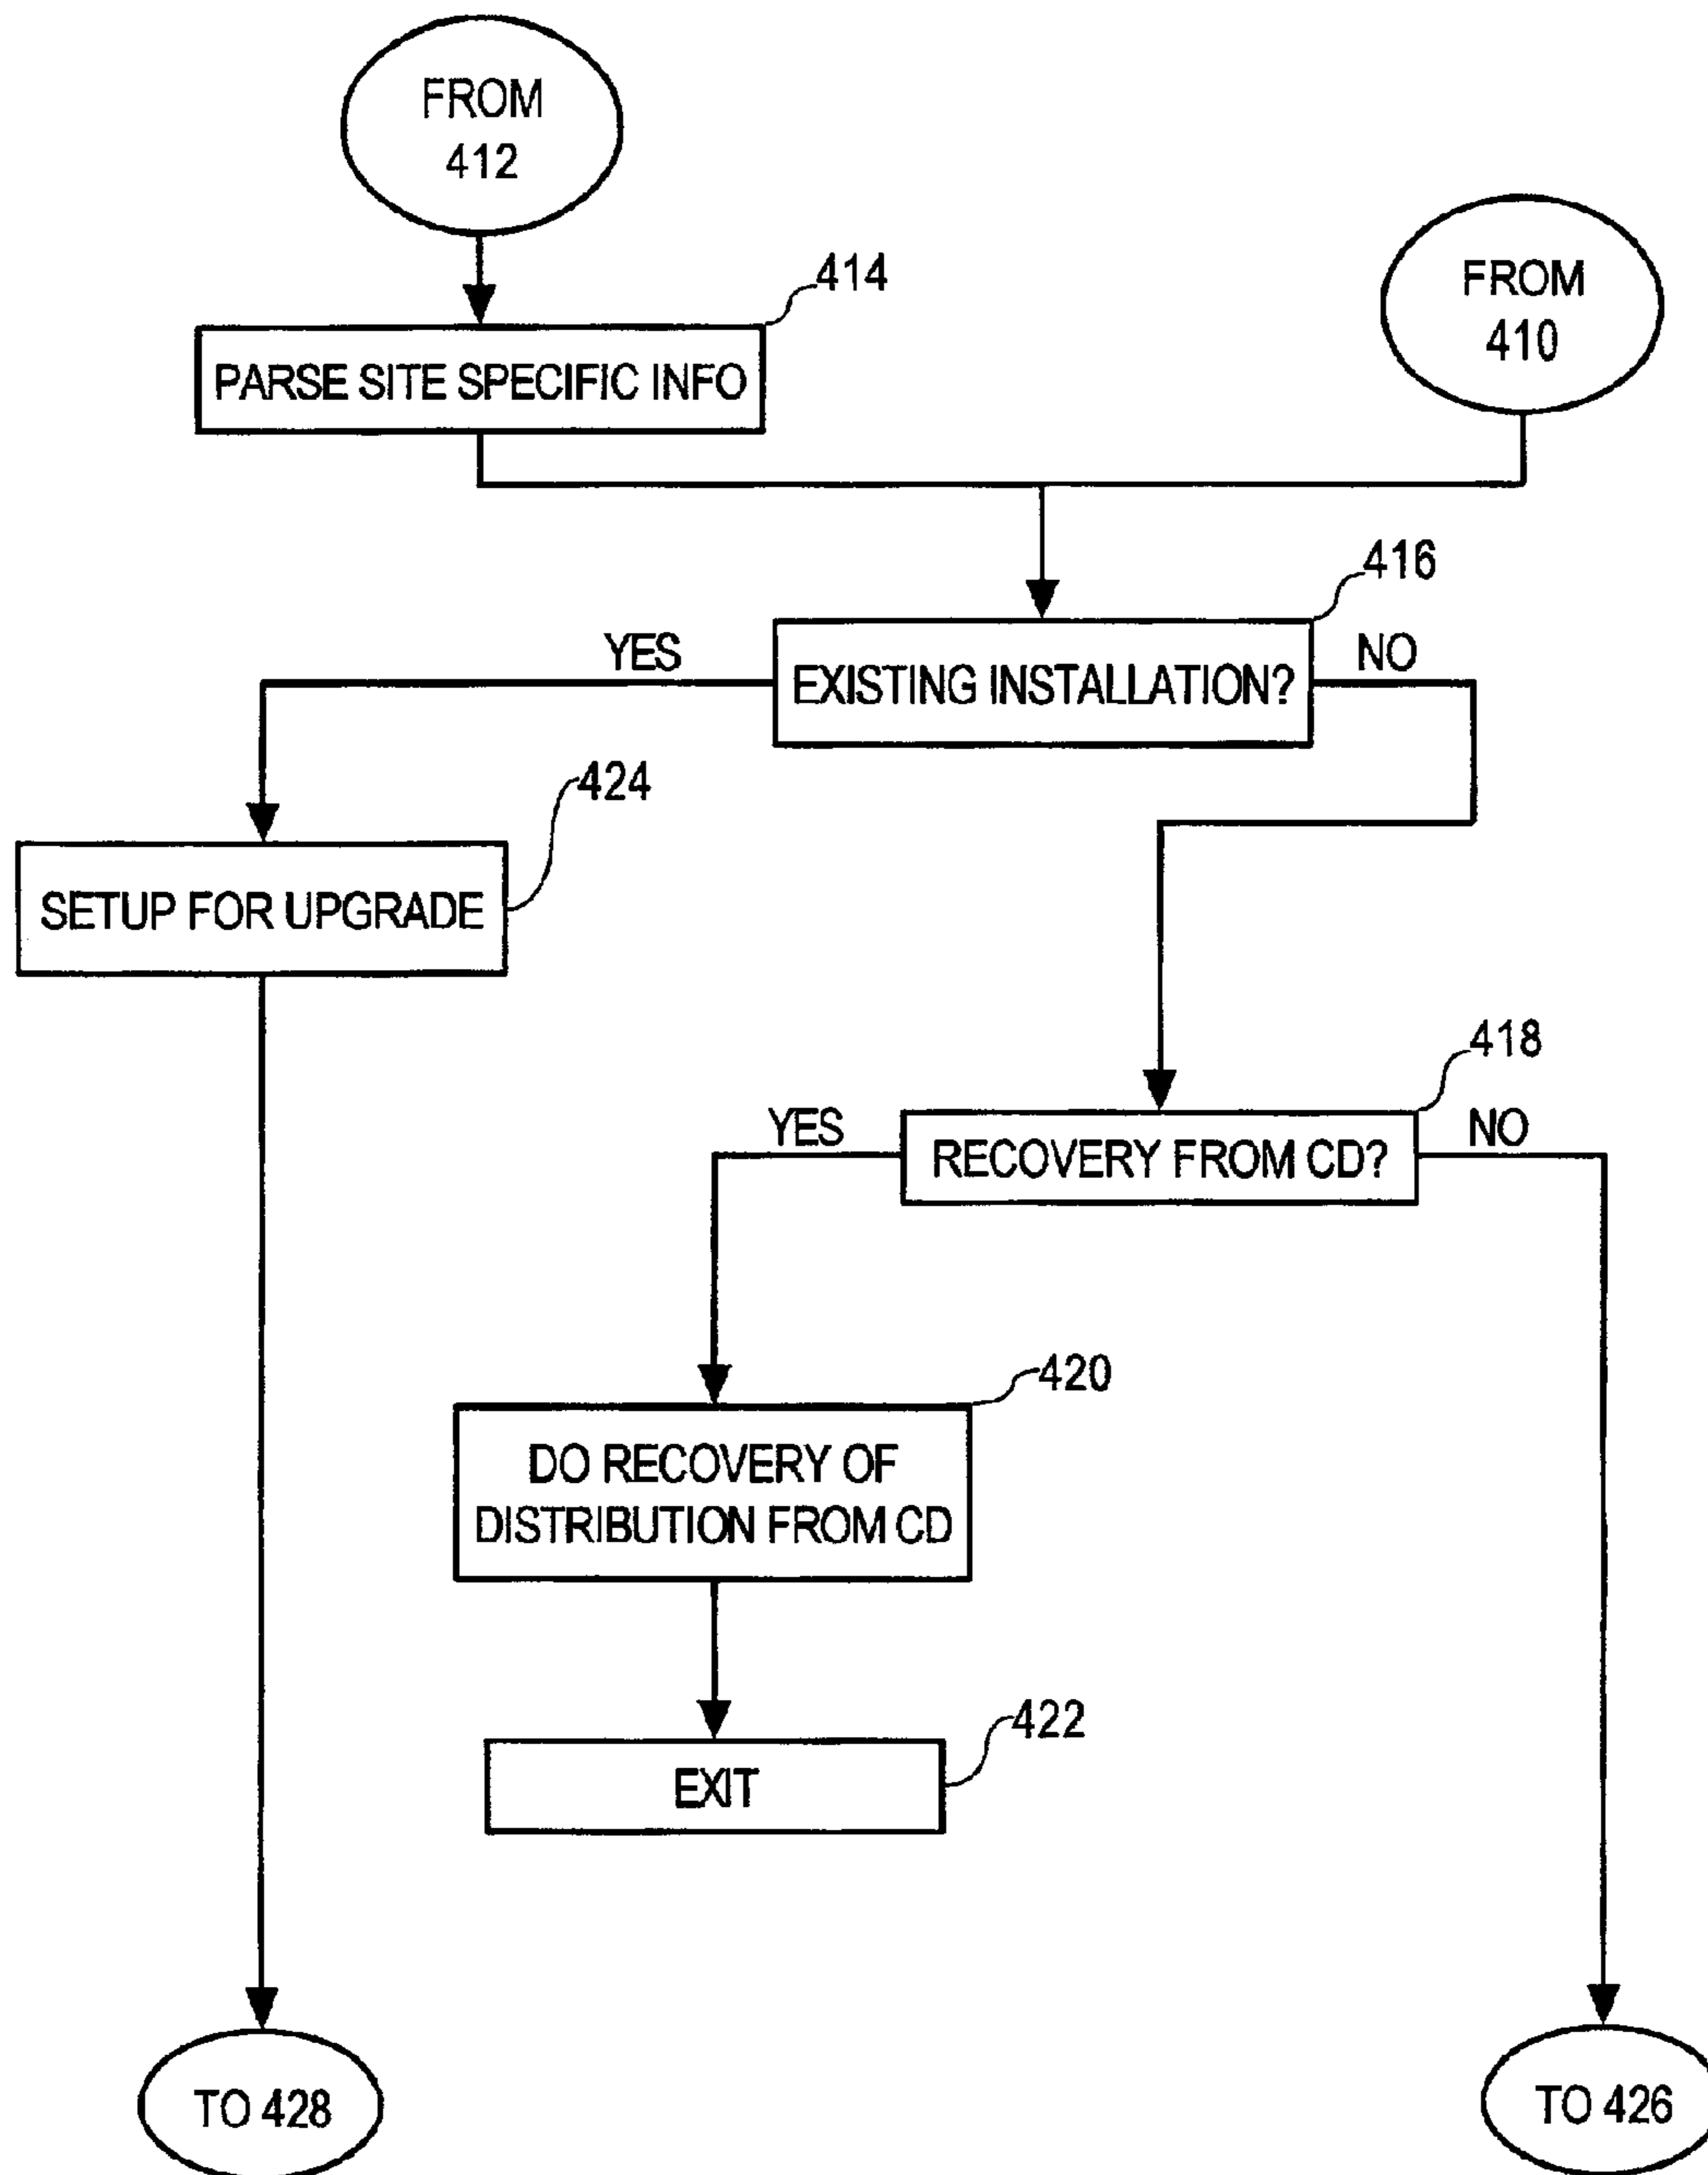 FROM
412
414
FROM
410
PARSE SITE SPECIFIC INFO
416
YES
NO
EXISTING INSTALLATION?
424
SETUP FOR UPGRADE
418
YES
NO
RECOVERY FROM CD?
420
DO RECOVERY OF
DISTRIBUTION FROM CD
422
EXIT
TO 428
TO 426